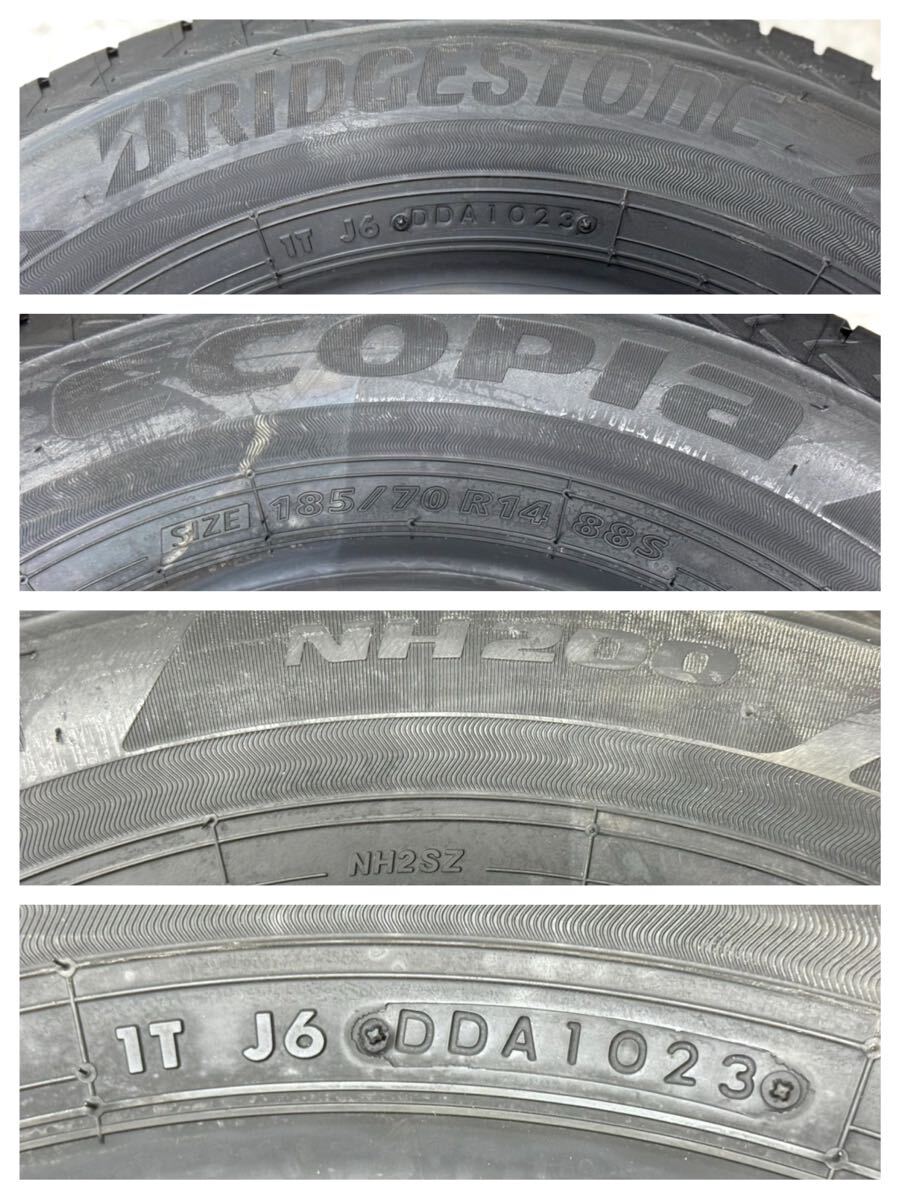 BRIDGESTONE
1T J6 DDA1023
ecopia
SIZE 185/70 R14 88S
NH200
NH2SZ
1T J6 DDA1023